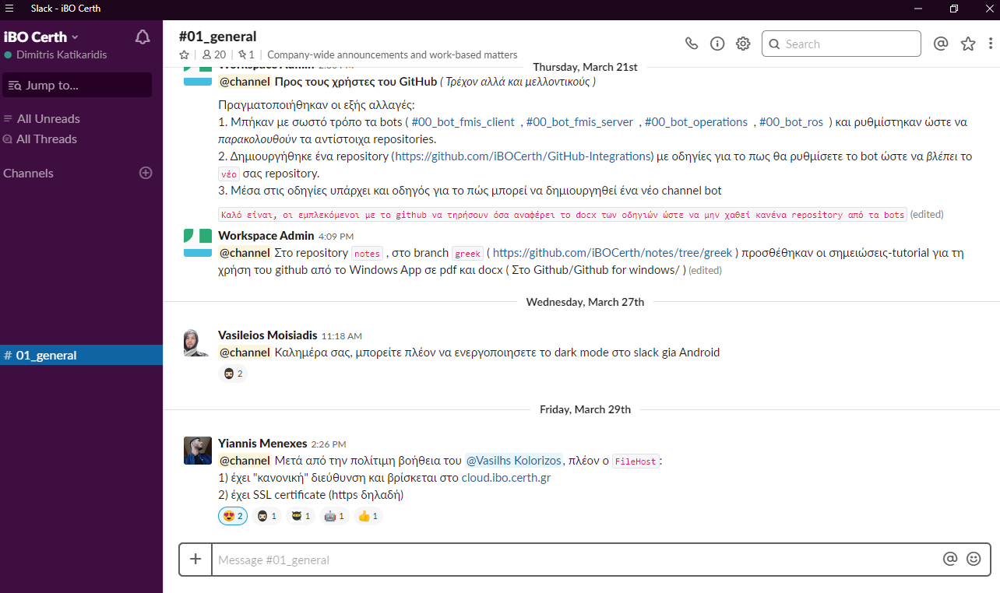 Slack - iBO Certh
iBO Certh
Dimitris Katikaridis
Jump to...
All Unreads
All Threads
Channels
# 01_general
#01_general
20 | 1 | Company-wide announcements and work-based matters
Search
Thursday, March 21st
Workspace Admin
@channel Προς τους χρήστες του GitHub ( Τρέχον αλλά και μελλοντικούς )
Πραγματοποιήθηκαν οι εξής αλλαγές:
1. Μπήκαν με σωστό τρόπο τα bots ( #00_bot_fmis_client , #00_bot_fmis_server , #00_bot_operations , #00_bot_ros ) και ρυθμίστηκαν ώστε να
παρακολουθούν τα αντίστοιχα repositories.
2. Δημιουργήθηκε ένα repository (https://github.com/iBOCerth/GitHub-Integrations) με οδηγίες για το πως θα ρυθμίσετε το bot ώστε να βλέπει το
νέο σας repository.
3. Μέσα στις οδηγίες υπάρχει και οδηγός για το πώς μπορεί να δημιουργηθεί ένα νέο channel bot
Καλό είναι, οι εμπλεκόμενοι με το github να τηρήσουν όσα αναφέρει το docx των οδηγιών ώστε να μην χαθεί κανένα repository από τα bots (edited)
Workspace Admin 4:09 PM
@channel Στο repository notes , στο branch greek ( https://github.com/iBOCerth/notes/tree/greek ) προσθέθηκαν οι σημειώσεις-tutorial για τη
χρήση του github από το Windows App σε pdf και docx ( Στο Github/Github for windows/ ) (edited)
Wednesday, March 27th
Vasileios Moisiadis 11:18 AM
@channel Καλημέρα σας, μπορείτε πλέον να ενεργοποιησετε το dark mode στο slack gia Android
2
Friday, March 29th
Yiannis Menexes 2:26 PM
@channel Μετά από την πολίτιμη βοήθεια του @Vasilhs Kolorizos, πλέον ο FileHost:
1) έχει "κανονική" διεύθυνση και βρίσκεται στο cloud.ibo.certh.gr
2) έχει SSL certificate (https δηλαδή)
2 1 1 1 1
Message #01_general